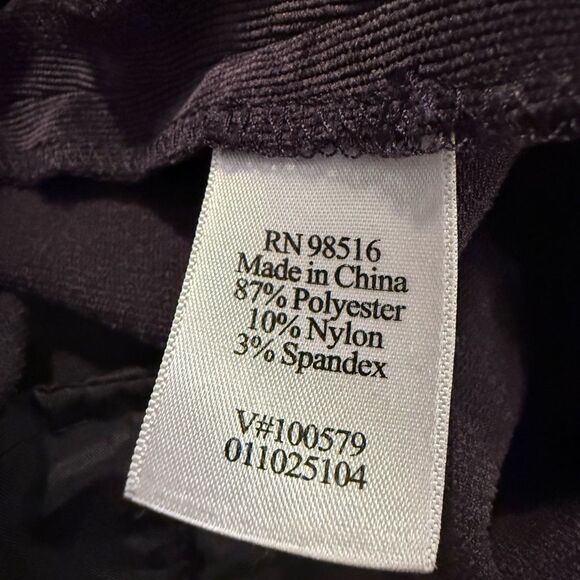 RN 98516
Made in China
87% Polyester
10% Nylon
3% Spandex
V#100579
011025104